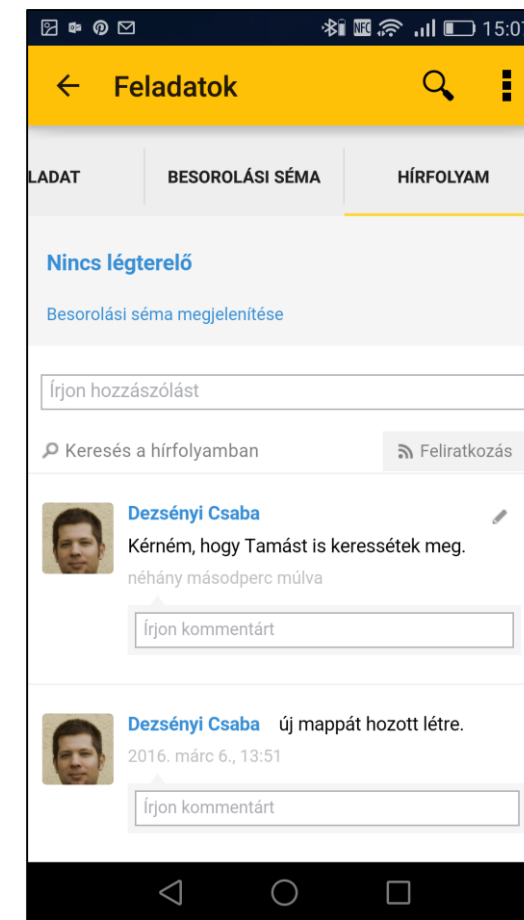 NFC 15:07
Feladatok
LADAT BESOROLÁSI SÉMA HÍRFOLYAM
Nincs légterelő
Besorolási séma megjelenítése
Írjon hozzászólást
Keresés a hírfolyamban Feliratkozás
Dezsényi Csaba
Kérném, hogy Tamást is keressétek meg.
néhány másodperc múlva
Írjon kommentárt
Dezsényi Csaba új mappát hozott létre.
2016. márc 6., 13:51
Írjon kommentárt